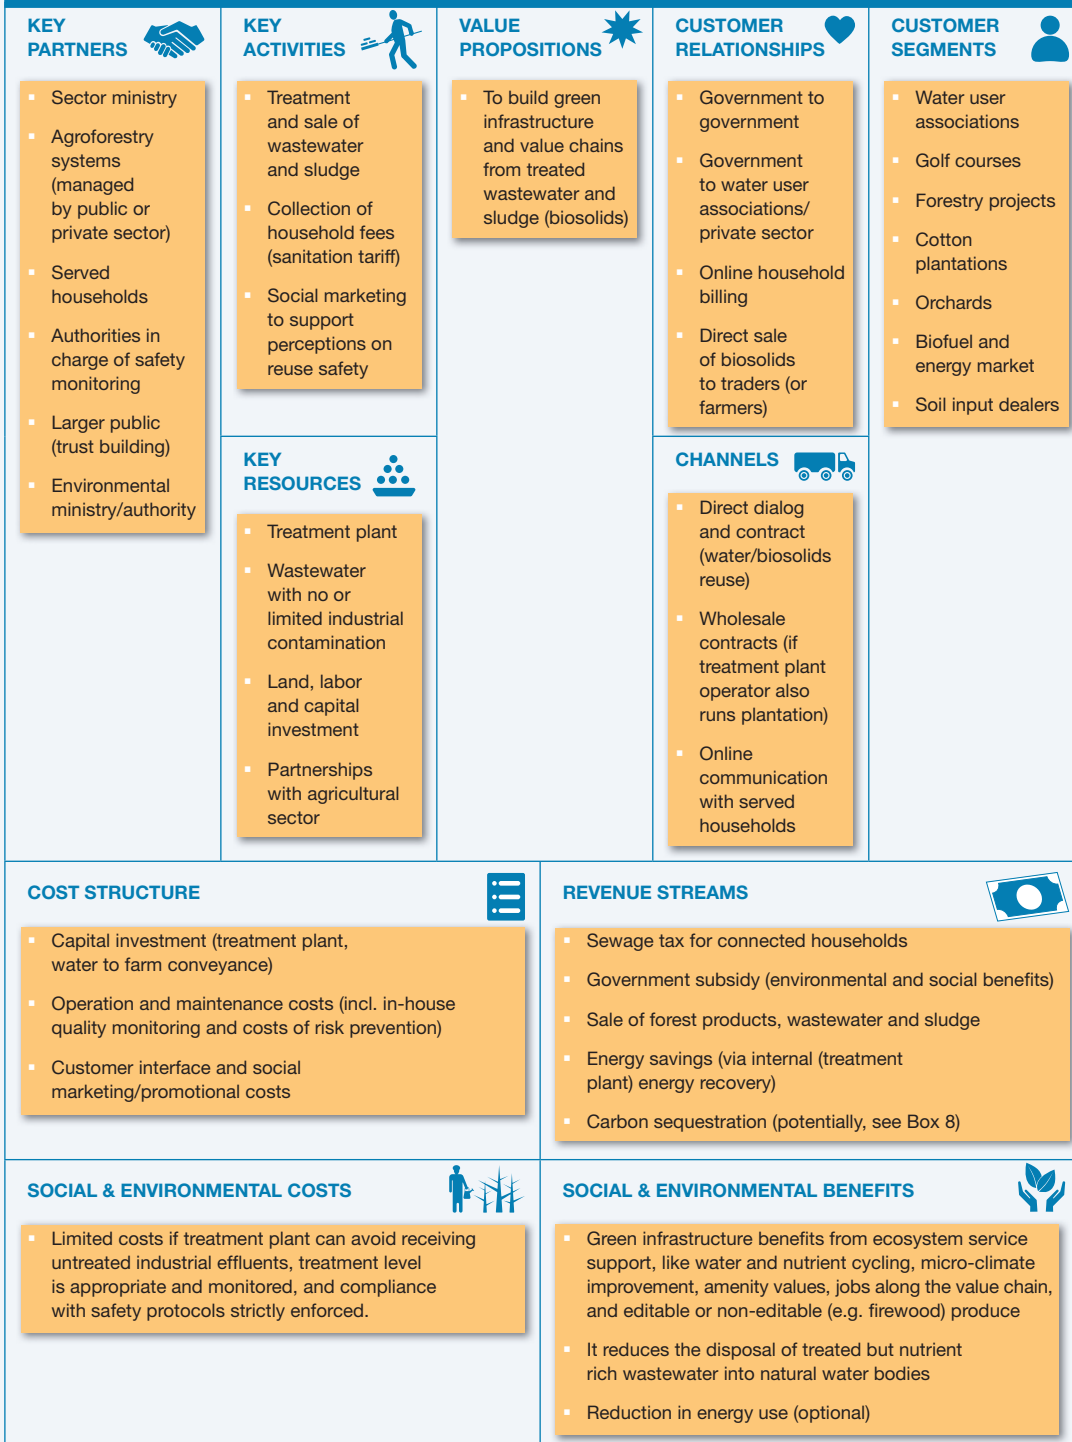 KEY
PARTNERS
▪ Sector ministry
▪ Agroforestry
systems
(managed
by public or
private sector)
▪ Served
households
▪ Authorities in
charge of safety
monitoring
▪ Larger public
(trust building)
▪ Environmental
ministry/authority
KEY
ACTIVITIES
▪ Treatment
and sale of
wastewater
and sludge
▪ Collection of
household fees
(sanitation tariff)
▪ Social marketing
to support
perceptions on
reuse safety
KEY
RESOURCES
▪ Treatment plant
▪ Wastewater
with no or
limited industrial
contamination
▪ Land, labor
and capital
investment
▪ Partnerships
with agricultural
sector
VALUE
PROPOSITIONS
▪ To build green
infrastructure
and value chains
from treated
wastewater and
sludge (biosolids)
CUSTOMER
RELATIONSHIPS
▪ Government to
government
▪ Government
to water user
associations/
private sector
▪ Online household
billing
▪ Direct sale
of biosolids
to traders (or
farmers)
CHANNELS
▪ Direct dialog
and contract
(water/biosolids
reuse)
▪ Wholesale
contracts (if
treatment plant
operator also
runs plantation)
▪ Online
communication
with served
households
CUSTOMER
SEGMENTS
▪ Water user
associations
▪ Golf courses
▪ Forestry projects
▪ Cotton
plantations
▪ Orchards
▪ Biofuel and
energy market
▪ Soil input dealers
COST STRUCTURE
▪ Capital investment (treatment plant,
water to farm conveyance)
▪ Operation and maintenance costs (incl. in-house
quality monitoring and costs of risk prevention)
▪ Customer interface and social
marketing/promotional costs
REVENUE STREAMS
▪ Sewage tax for connected households
▪ Government subsidy (environmental and social benefits)
▪ Sale of forest products, wastewater and sludge
▪ Energy savings (via internal (treatment
plant) energy recovery)
▪ Carbon sequestration (potentially, see Box 8)
SOCIAL & ENVIRONMENTAL COSTS
▪ Limited costs if treatment plant can avoid receiving
untreated industrial effluents, treatment level
is appropriate and monitored, and compliance
with safety protocols strictly enforced.
SOCIAL & ENVIRONMENTAL BENEFITS
▪ Green infrastructure benefits from ecosystem service
support, like water and nutrient cycling, micro-climate
improvement, amenity values, jobs along the value chain,
and editable or non-editable (e.g. firewood) produce
▪ It reduces the disposal of treated but nutrient
rich wastewater into natural water bodies
▪ Reduction in energy use (optional)